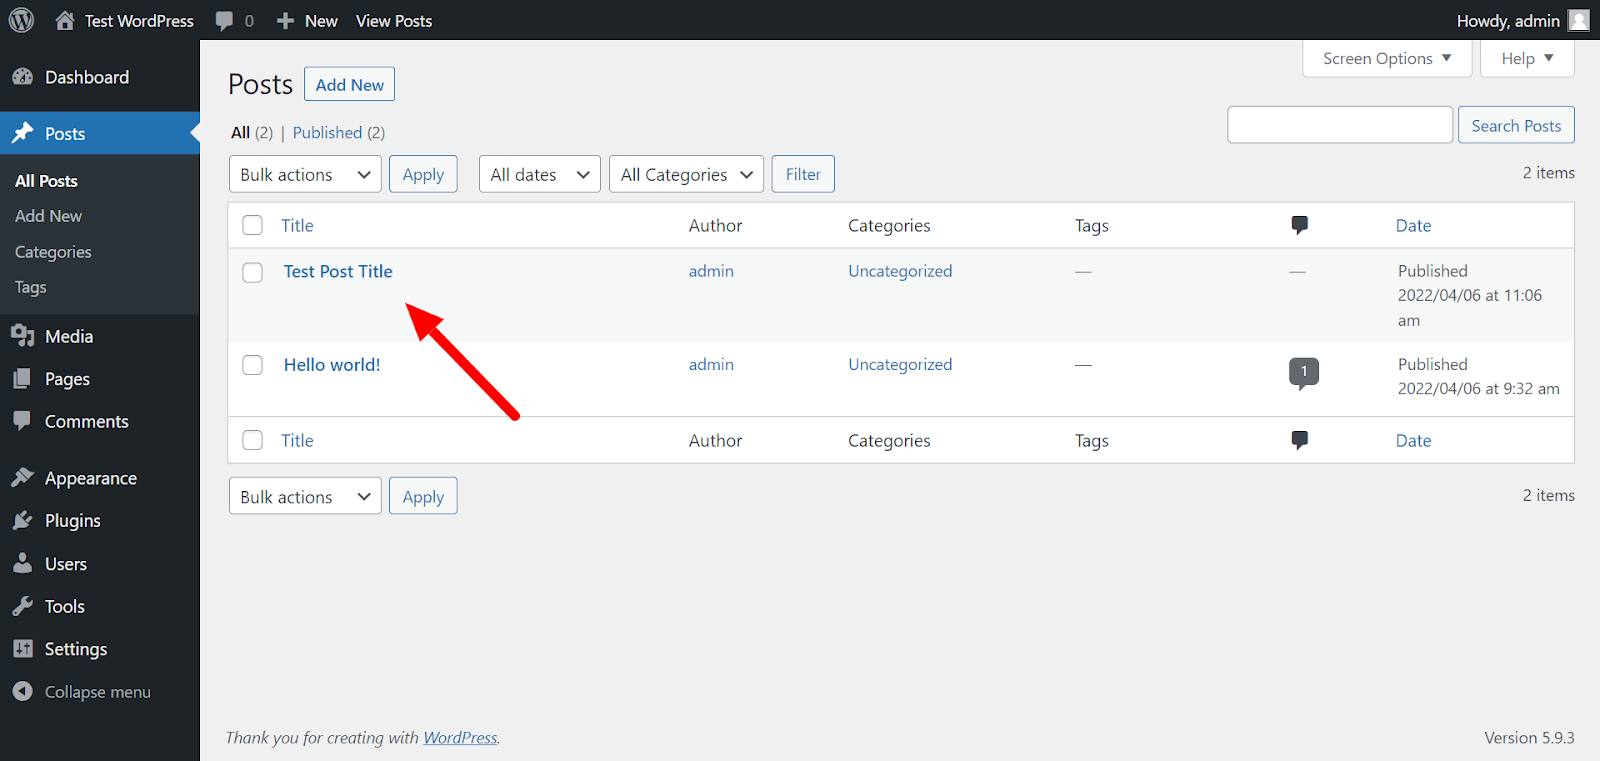 Test WordPress 0 New View Posts Howdy, admin
Screen Options Help
Dashboard
Posts
All Posts
Add New
Categories
Tags
Media
Pages
Comments
Appearance
Plugins
Users
Tools
Settings
Collapse menu
Posts Add New
All (2) | Published (2)
Search Posts
Bulk actions Apply All dates All Categories Filter 2 items
Title Author Categories Tags Date
Test Post Title admin Uncategorized — — Published
2022/04/06 at 11:06
am
Hello world! admin Uncategorized — 1 Published
2022/04/06 at 9:32 am
Title Author Categories Tags Date
Bulk actions Apply 2 items
Thank you for creating with WordPress. Version 5.9.3